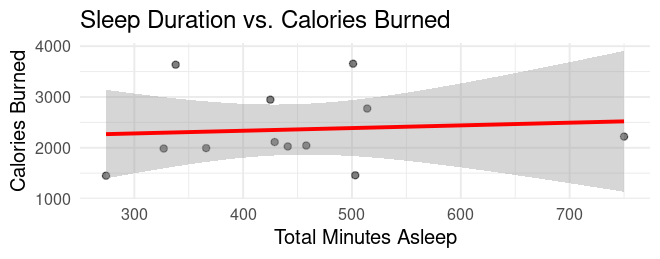 Sleep Duration vs. Calories Burned
Calories Burned
4000
3000
2000
1000
300 400 500 600 700
Total Minutes Asleep